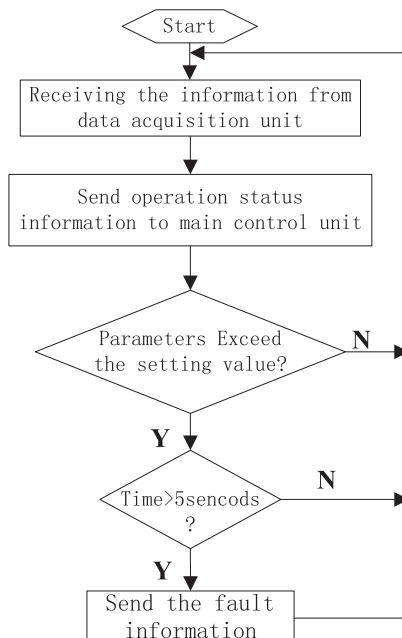 Start
Receiving the information from
data acquisition unit
Send operation status
information to main control unit
Parameters Exceed
the setting value?
N
Y
Time>5sencods
?
N
Y
Send the fault
information